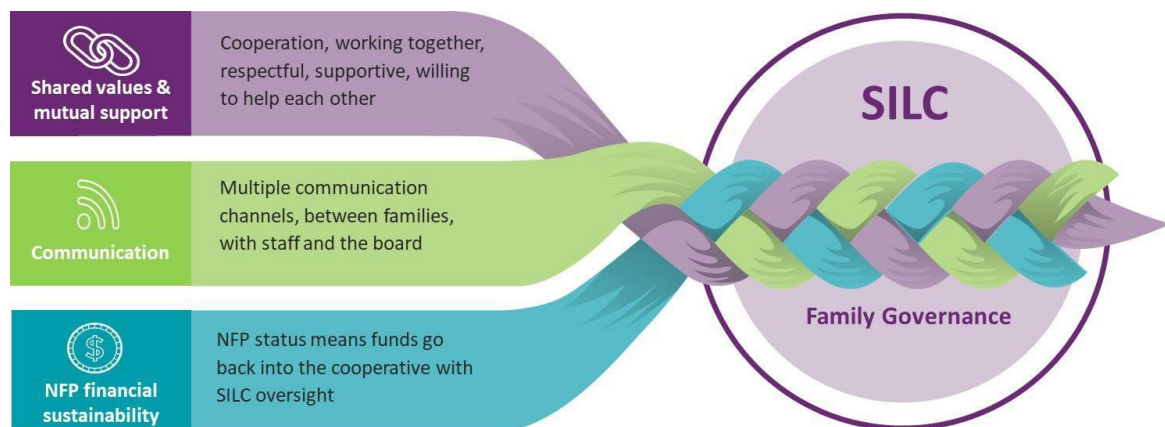 Shared values &
mutual support
Cooperation, working together,
respectful, supportive, willing
to help each other
Communication
Multiple communication
channels, between families,
with staff and the board
$
NFP financial
sustainability
NFP status means funds go
back into the cooperative with
SILC oversight
SILC
Family Governance